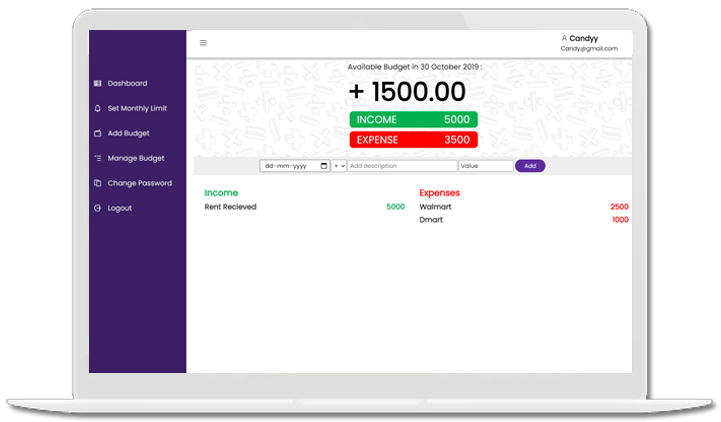 Candyy
Candy@gmail.com
Dashboard
Set Monthly Limit
Add Budget
Manage Budget
Change Password
Logout
Available Budget in 30 October 2019 :
+ 1500.00
INCOME 5000
EXPENSE 3500
dd-mm-yyyy + Add description Value Add
Income
Rent Recieved 5000
Expenses
Walmart 2500
Dmart 1000